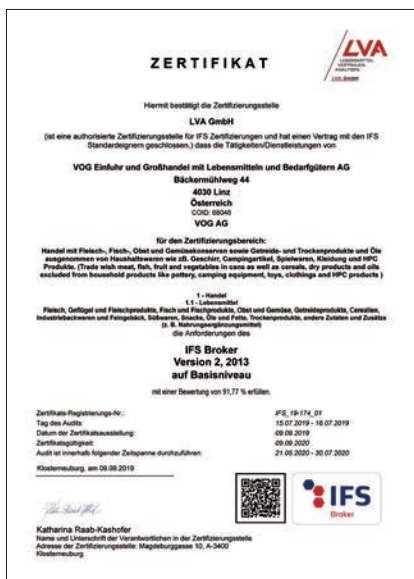 ZERTIFIKAT
LVA
LEBENSMITTEL
VERTRAUEN
ANALYSEN
LVA GmbH
Hiermit bestätigt die Zertifizierungsstelle
LVA GmbH
(ist eine authorisierte Zertifizierungsstelle für IFS Zertifizierungen und hat einen Vertrag mit den IFS
Standardeignern geschlossen,) dass die Tätigkeiten/Dienstleistungen von
VOG Einfuhr und Großhandel mit Lebensmitteln und Bedarfgütern AG
Bäckermühlweg 44
4030 Linz
Österreich
COID: 68046
VOG AG
für den Zertifizierungsbereich:
Handel mit Fleisch-, Fisch-, Obst und Gemüsekonserven sowie Getreide- und Trockenprodukte und Öle
ausgenommen von Haushaltswaren wie zB. Geschirr, Campingartikel, Spielwaren, Kleidung und HPC
Produkte. (Trade wish meat, fish, fruit and vegetables in cans as well as cereals, dry products and oils
excluded from household products like pottery, camping equipment, toys, clothings and HPC products )
1 - Handel
1.1 - Lebensmittel
Fleisch, Geflügel und Fleischprodukte, Fisch und Fischprodukte, Obst und Gemüse, Getreideprodukte, Cerealien,
Industriebackwaren und Feingebäck, Süßwaren, Snacks, Öle und Fette, Trockenprodukte, andere Zutaten und Zusätze
(z. B. Nahrungsergänzungsmittel)
die Anforderungen des
IFS Broker
Version 2, 2013
auf Basisniveau
mit einer Bewertung von 91,77 % erfüllen.
Zertifikats-Registrierungs-Nr.: IFS_19-174_01
Tag des Audits: 15.07.2019 - 16.07.2019
Datum der Zertifikatsausstellung: 09.09.2019
Zertifikatsgültigkeit: 09.09.2020
Audit ist innerhalb folgender Zeitspanne durchzuführen: 21.05.2020 - 30.07.2020
Klosterneuburg, am 09.09.2019
IFS
Broker
Katharina Raab-Kashofer
Name und Unterschrift der Verantwortlichen in der Zertifizierungsstelle
Adresse der Zertifizierungsstelle: Magdeburggasse 10, A-3400
Klosterneuburg